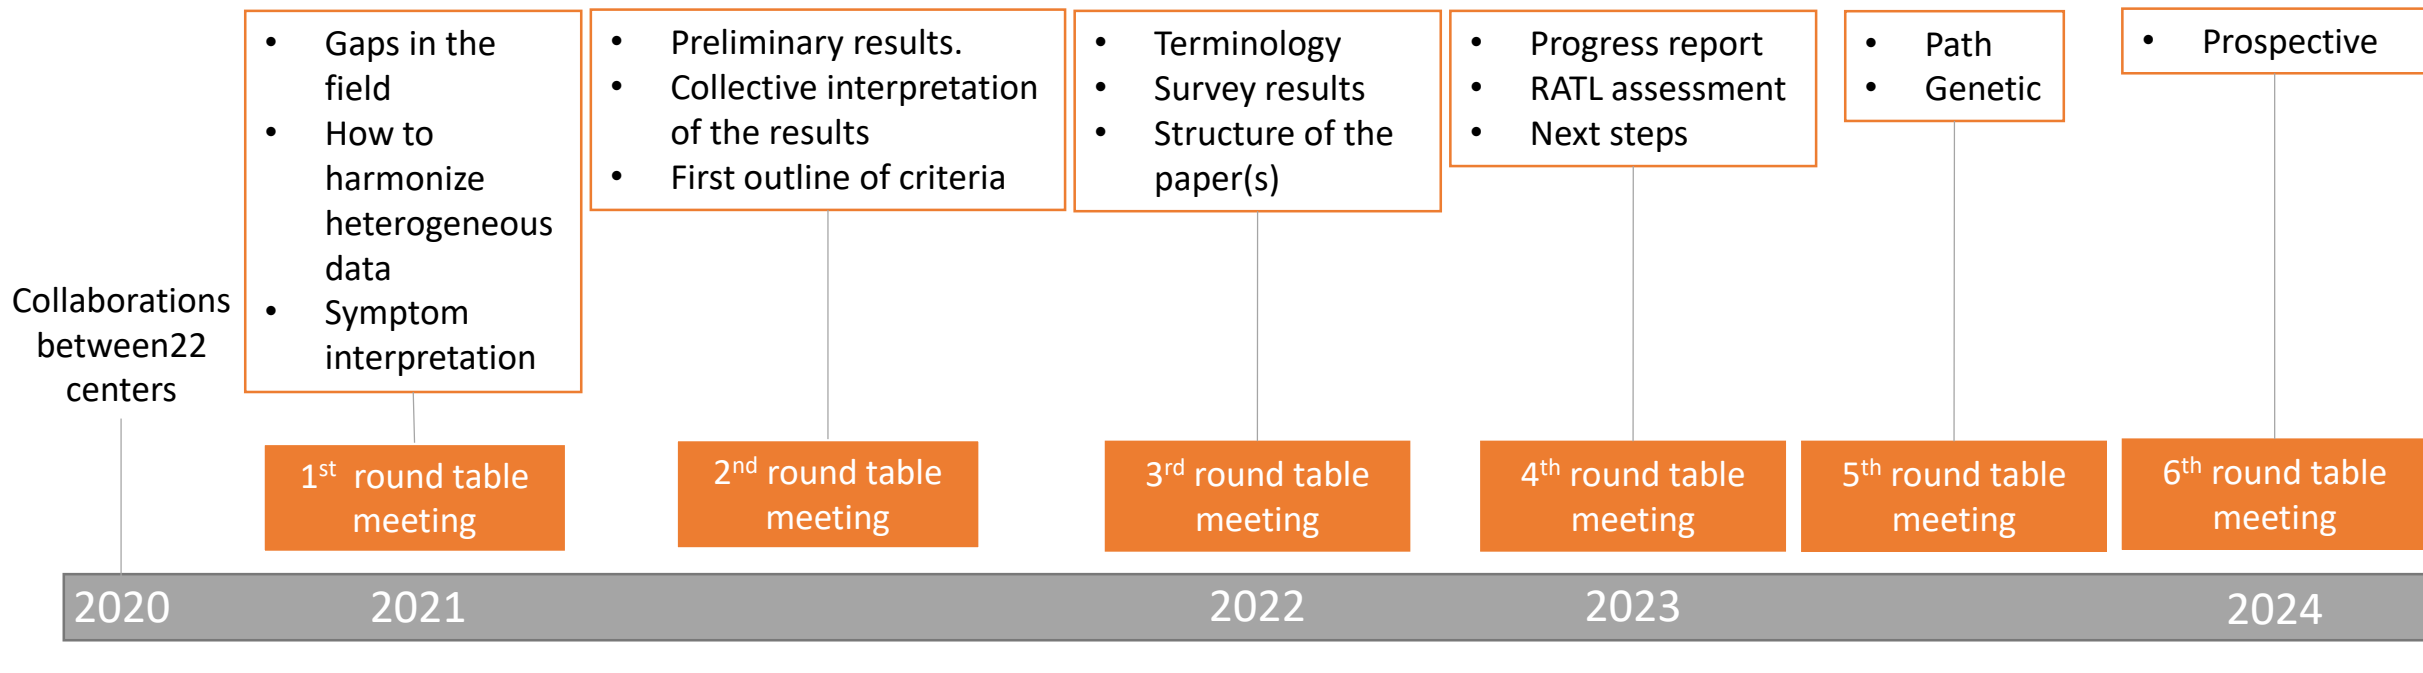 Collaborations
between22
centers
• Gaps in the
field
• How to
harmonize
heterogeneous
data
• Symptom
interpretation
• Preliminary results.
• Collective interpretation
of the results
• First outline of criteria
• Terminology
• Survey results
• Structure of the
paper(s)
• Progress report
• RATL assessment
• Next steps
• Path
• Genetic
• Prospective
1st round table
meeting
2nd round table
meeting
3rd round table
meeting
4th round table
meeting
5th round table
meeting
6th round table
meeting
2020
2021
2022
2023
2024